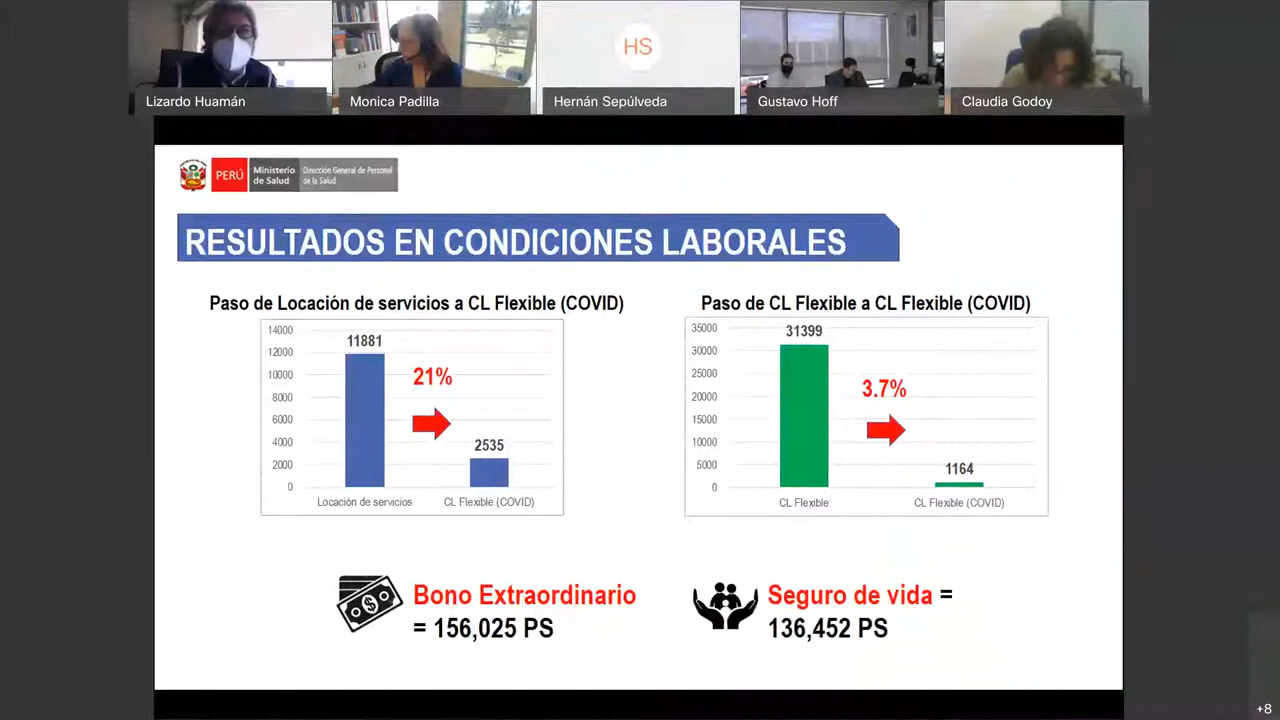 Lizardo Huamán
Monica Padilla
HS
Hernán Sepúlveda
Gustavo Hoff
Claudia Godoy
PERÚ
Ministerio
de Salud
Dirección General de Personal
de la Salud
RESULTADOS EN CONDICIONES LABORALES
Paso de Locación de servicios a CL Flexible (COVID)
14000
12000
10000
8000
6000
4000
2000
0
11881
21%
2535
Locación de servicios
CL Flexible (COVID)
Paso de CL Flexible a CL Flexible (COVID)
35000
30000
25000
20000
15000
10000
5000
0
31399
3.7%
1164
CL Flexible
CL Flexible (COVID)
Bono Extraordinario
= 156,025 PS
Seguro de vida =
136,452 PS
+8